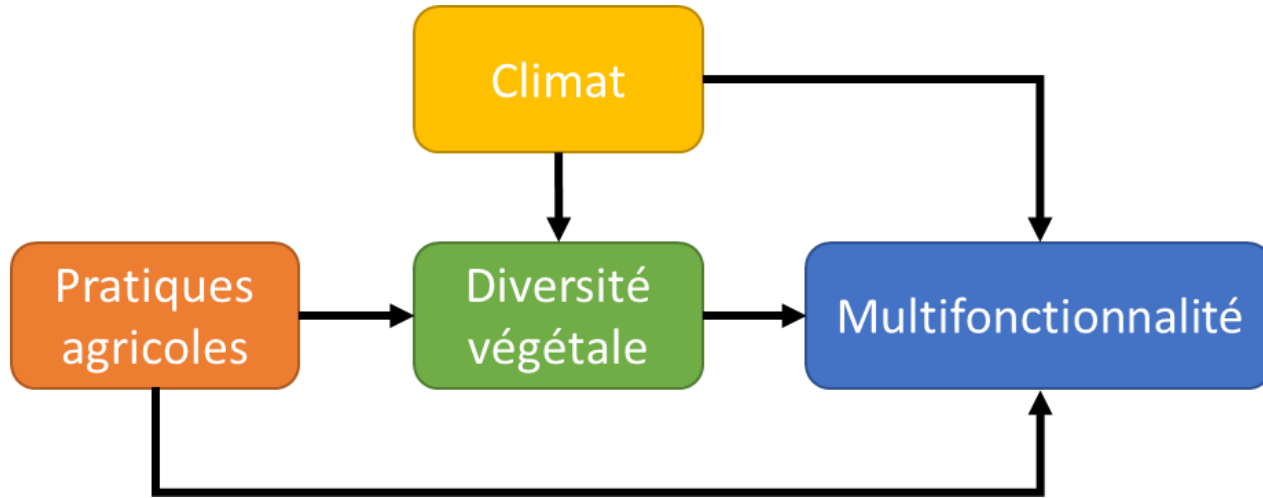 Climat
Pratiques
agricoles
Diversité
végétale
Multifonctionnalité